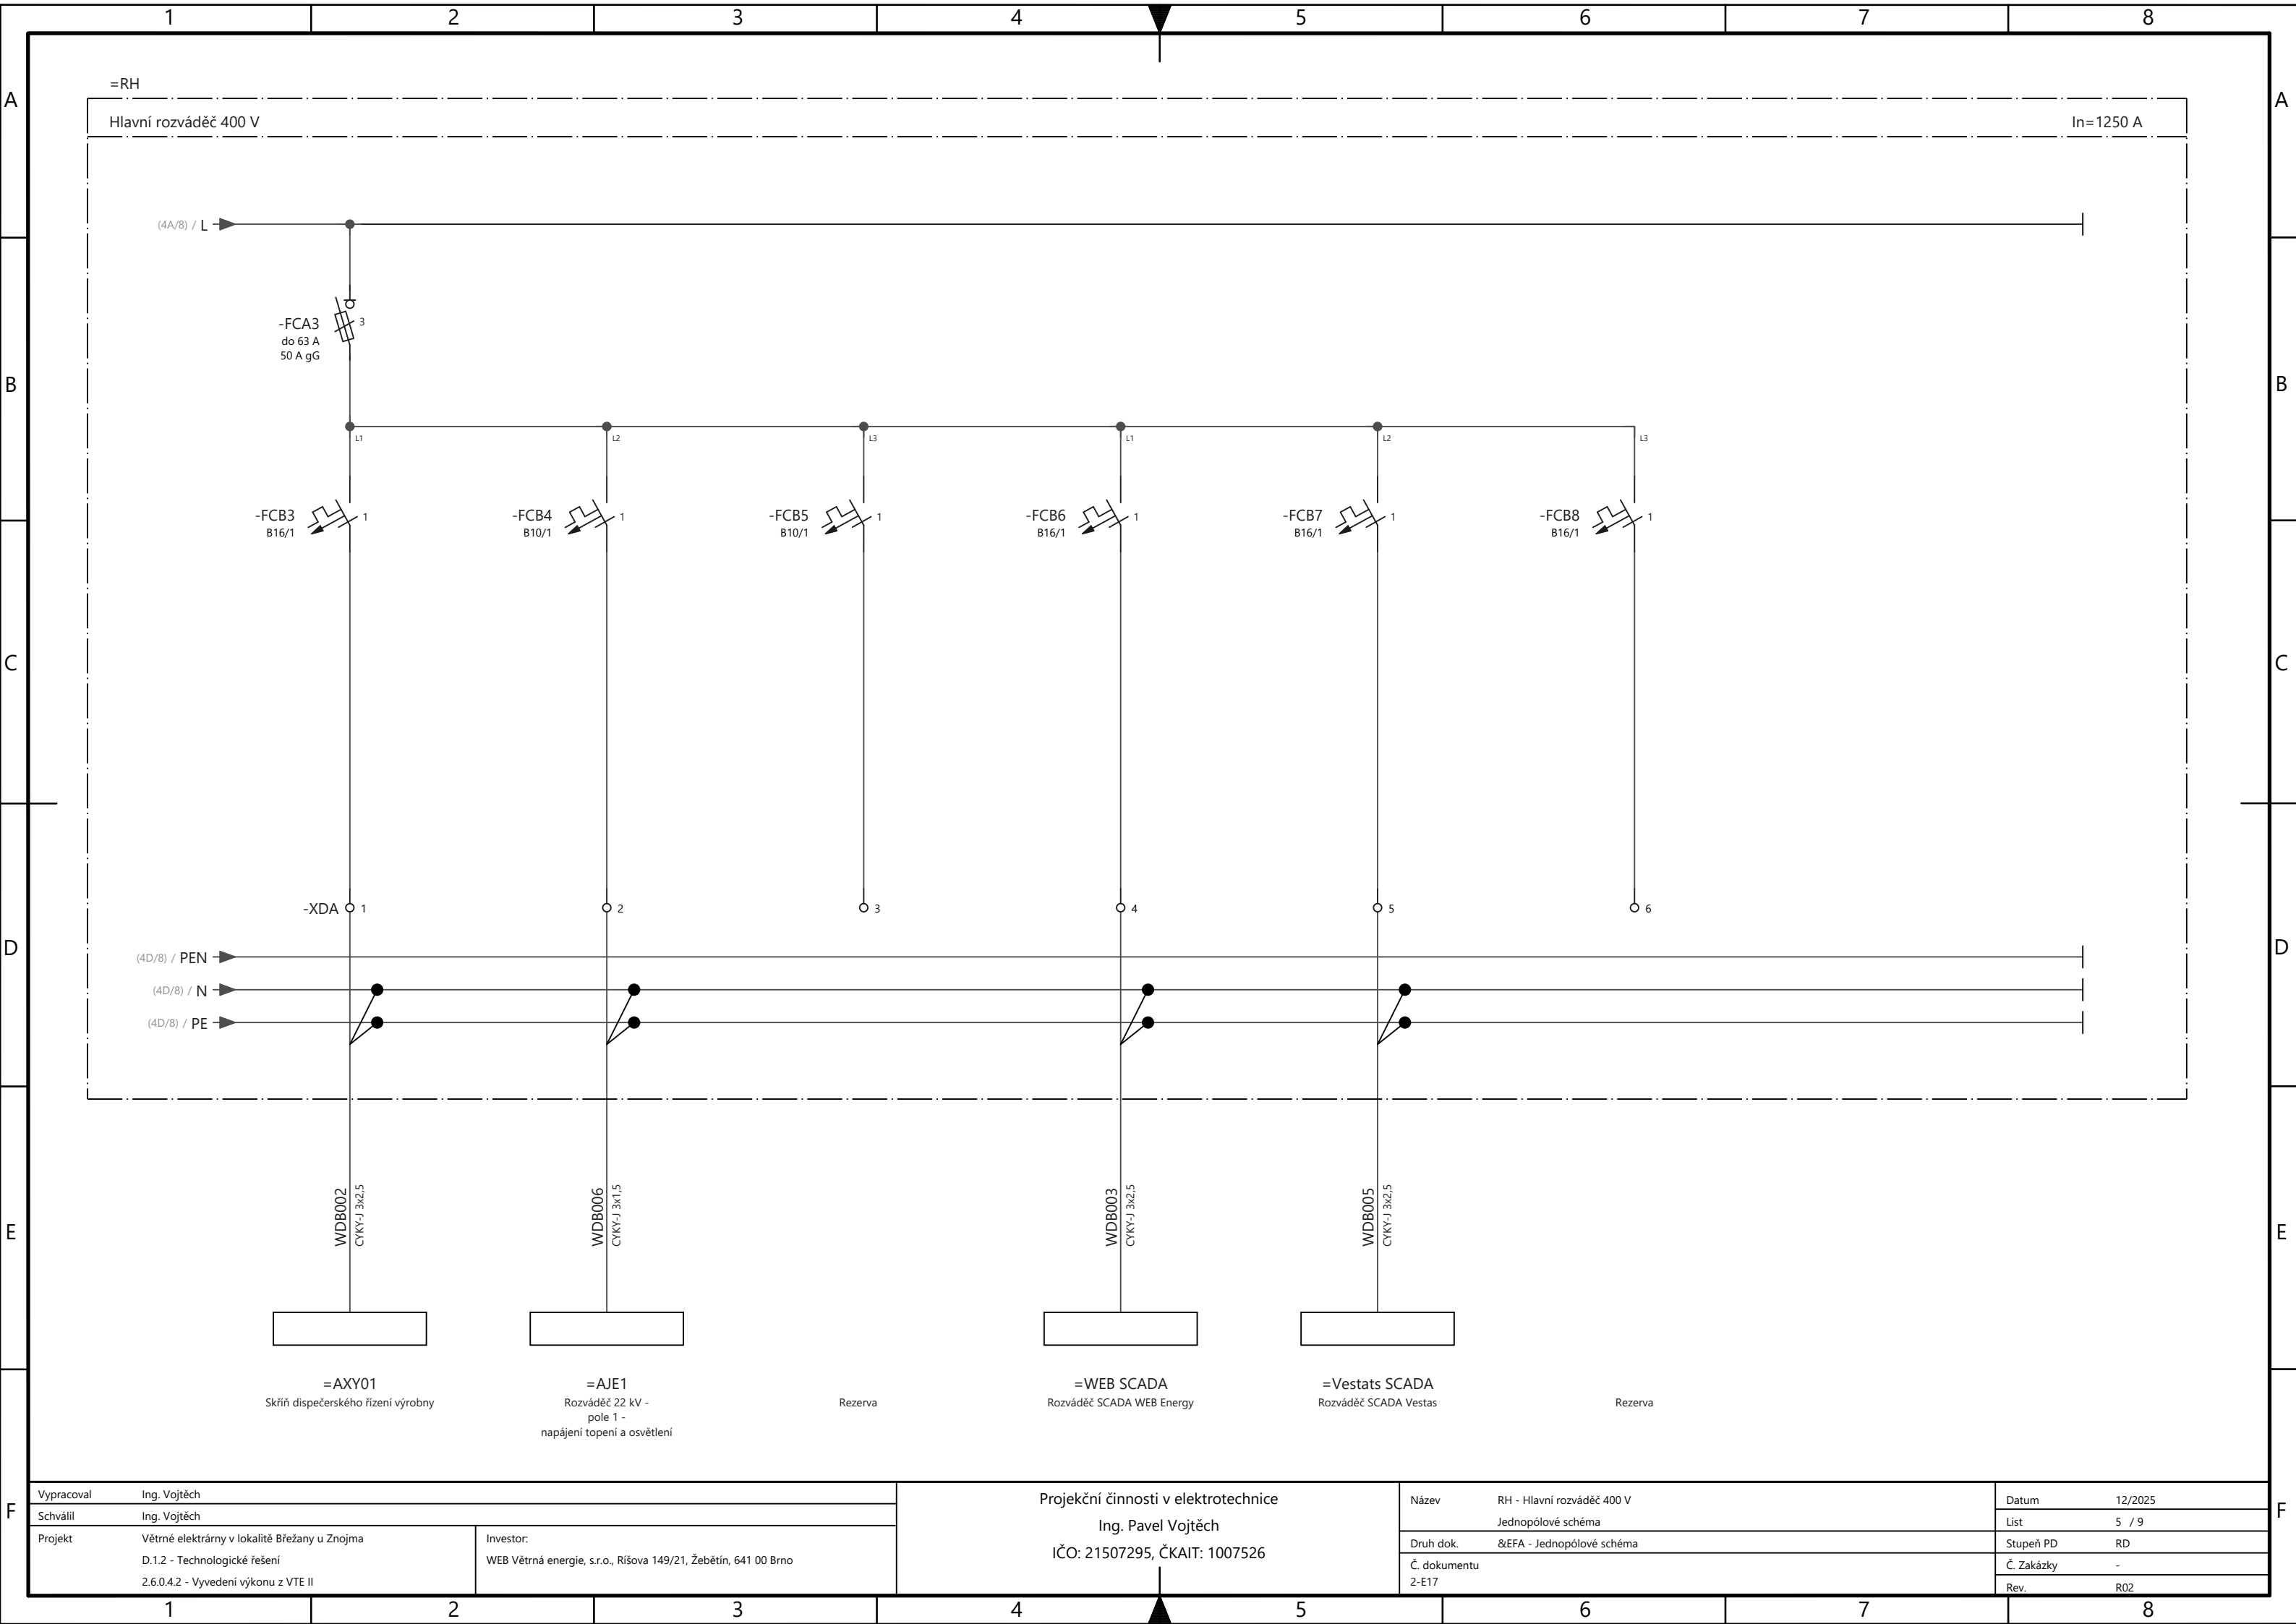 1 2 3 4 5 6 7 8
A A
=RH
Hlavní rozváděč 400 V In=1250 A
(4A/8) / L
-FCA3 3
do 63 A
50 A gG
B B
L1 L2 L3 L1 L2 L3
-FCB3 1 -FCB4 1 -FCB5 1 -FCB6 1 -FCB7 1 -FCB8 1
B16/1 B10/1 B10/1 B16/1 B16/1 B16/1
C C
-XDA 1 2 3 4 5 6
D D
(4D/8) / PEN
(4D/8) / N
(4D/8) / PE
WDB002 CYKY-J 3x2,5
WDB006 CYKY-J 3x1,5
WDB003 CYKY-J 3x2,5
WDB005 CYKY-J 3x2,5
E E
=AXY01
Skříň dispečerského řízení výrobny
=AJE1
Rozváděč 22 kV -
pole 1 -
napájení topení a osvětlení
Rezerva
=WEB SCADA
Rozváděč SCADA WEB Energy
=Vestats SCADA
Rozváděč SCADA Vestas
Rezerva
F F
Vypracoval Ing. Vojtěch
Schválil Ing. Vojtěch
Projekt Větrné elektrárny v lokalitě Břežany u Znojma
D.1.2 - Technologické řešení
2.6.0.4.2 - Vyvedení výkonu z VTE II
Investor:
WEB Větrná energie, s.r.o., Ríšova 149/21, Žebětín, 641 00 Brno
Projekční činnosti v elektrotechnice
Ing. Pavel Vojtěch
IČO: 21507295, ČKAIT: 1007526
Název RH - Hlavní rozváděč 400 V
Jednopólové schéma
Druh dok. &EFA - Jednopólové schéma
Č. dokumentu
2-E17
Datum 12/2025
List 5 / 9
Stupeň PD RD
Č. Zakázky -
Rev. R02
1 2 3 4 5 6 7 8